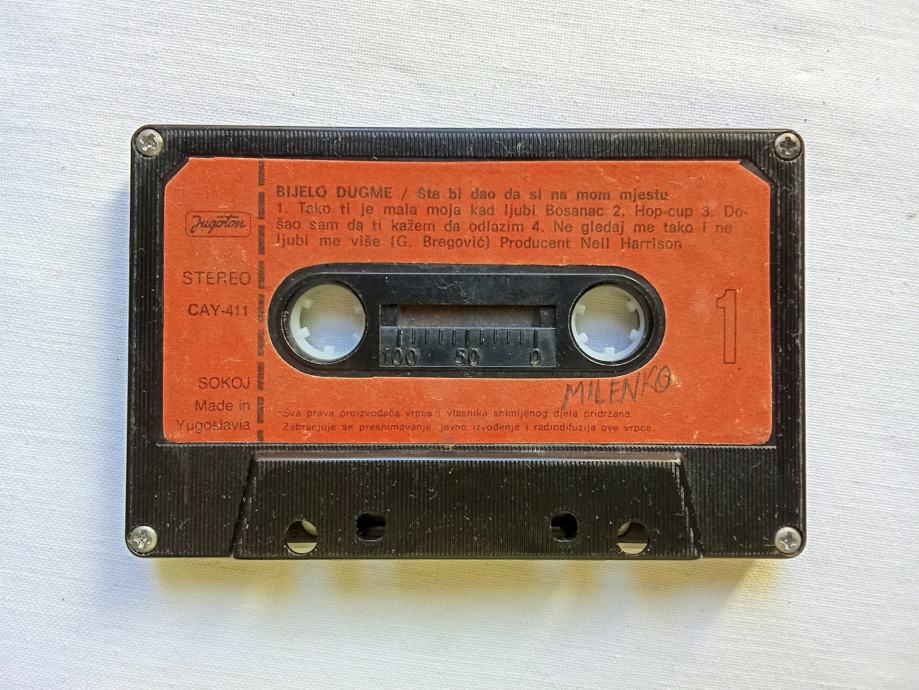 BIJELO DUGME / Šta bi dao da si na mom mjestu
1. Tako ti je mala moja kad ljubi Bosanac 2. Hop-cup 3. Do-
šao sam da ti kažem da odlazim 4. Ne gledaj me tako i ne
ljubi me više (G. Bregović) Producent Neil Harrison
Jugoton
STEREO
CAY-411
1
100 50 0
MILENKO
SOKOJ
Made in
Yugoslavia
Sva prava proizvođača vrpce i vlasnika snimljenog djela pridržana.
Zabranjuje se presnimavanje, javno izvođenje i radiodifuzija ove vrpce.